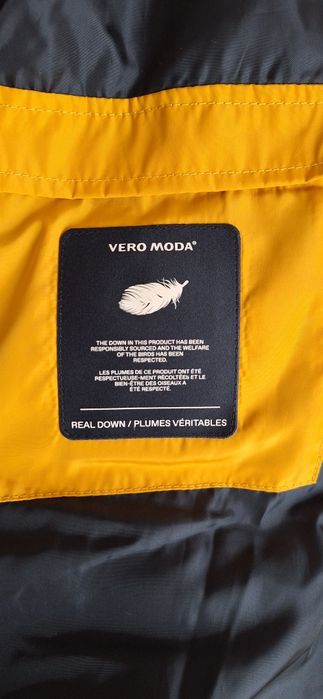 VERO MODA®
THE DOWN IN THIS PRODUCT HAS BEEN
RESPONSIBLY SOURCED AND THE WELFARE
OF THE BIRDS HAS BEEN
RESPECTED.
LES PLUMES DE CE PRODUIT ONT ÉTÉ
RESPECTUEUSE-MENT RÉCOLTÉES ET LE
BIEN-ÊTRE DES OISEAUX A
ÉTÉ RESPECTÉ.
REAL DOWN / PLUMES VÉRITABLES